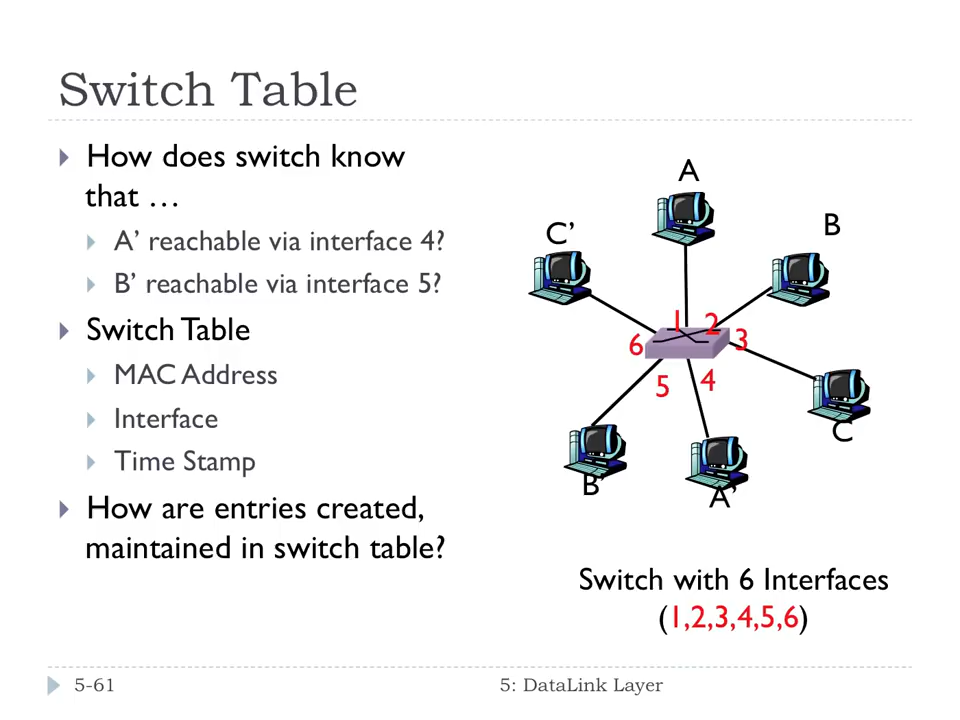 Switch Table
How does switch know
that …
A’ reachable via interface 4?
B’ reachable via interface 5?
Switch Table
MAC Address
Interface
Time Stamp
How are entries created,
maintained in switch table?
A
B
C’
1
2
3
6
5
4
C
B’
A’
Switch with 6 Interfaces
(1,2,3,4,5,6)
5-61
5: DataLink Layer